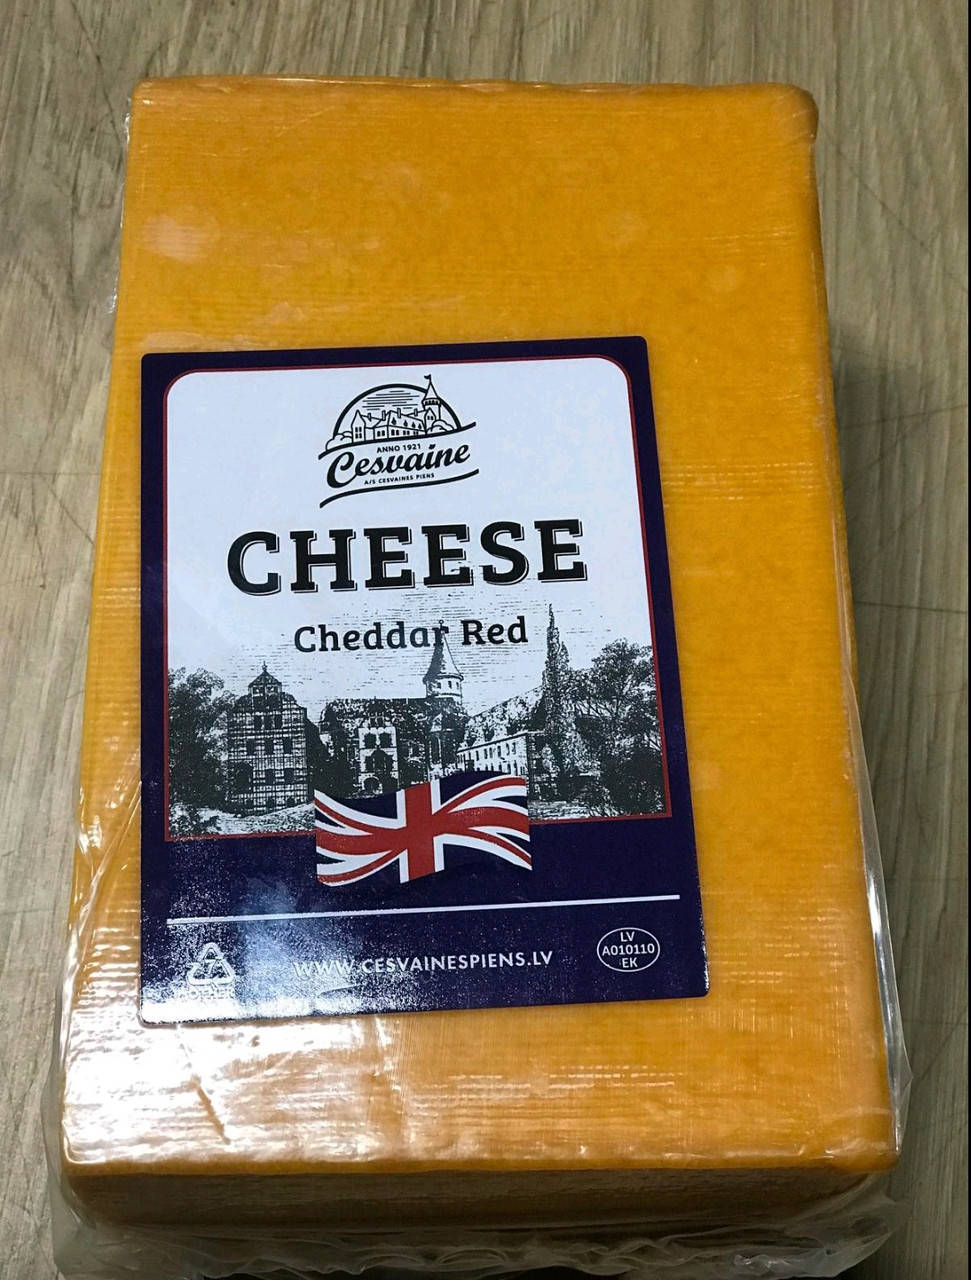 ANNO 1921
Cesvaine
A/S CESVAINES PIENS
CHEESE
Cheddar Red
WWW.CESVAINESPIENS.LV
LV
A010110
EK